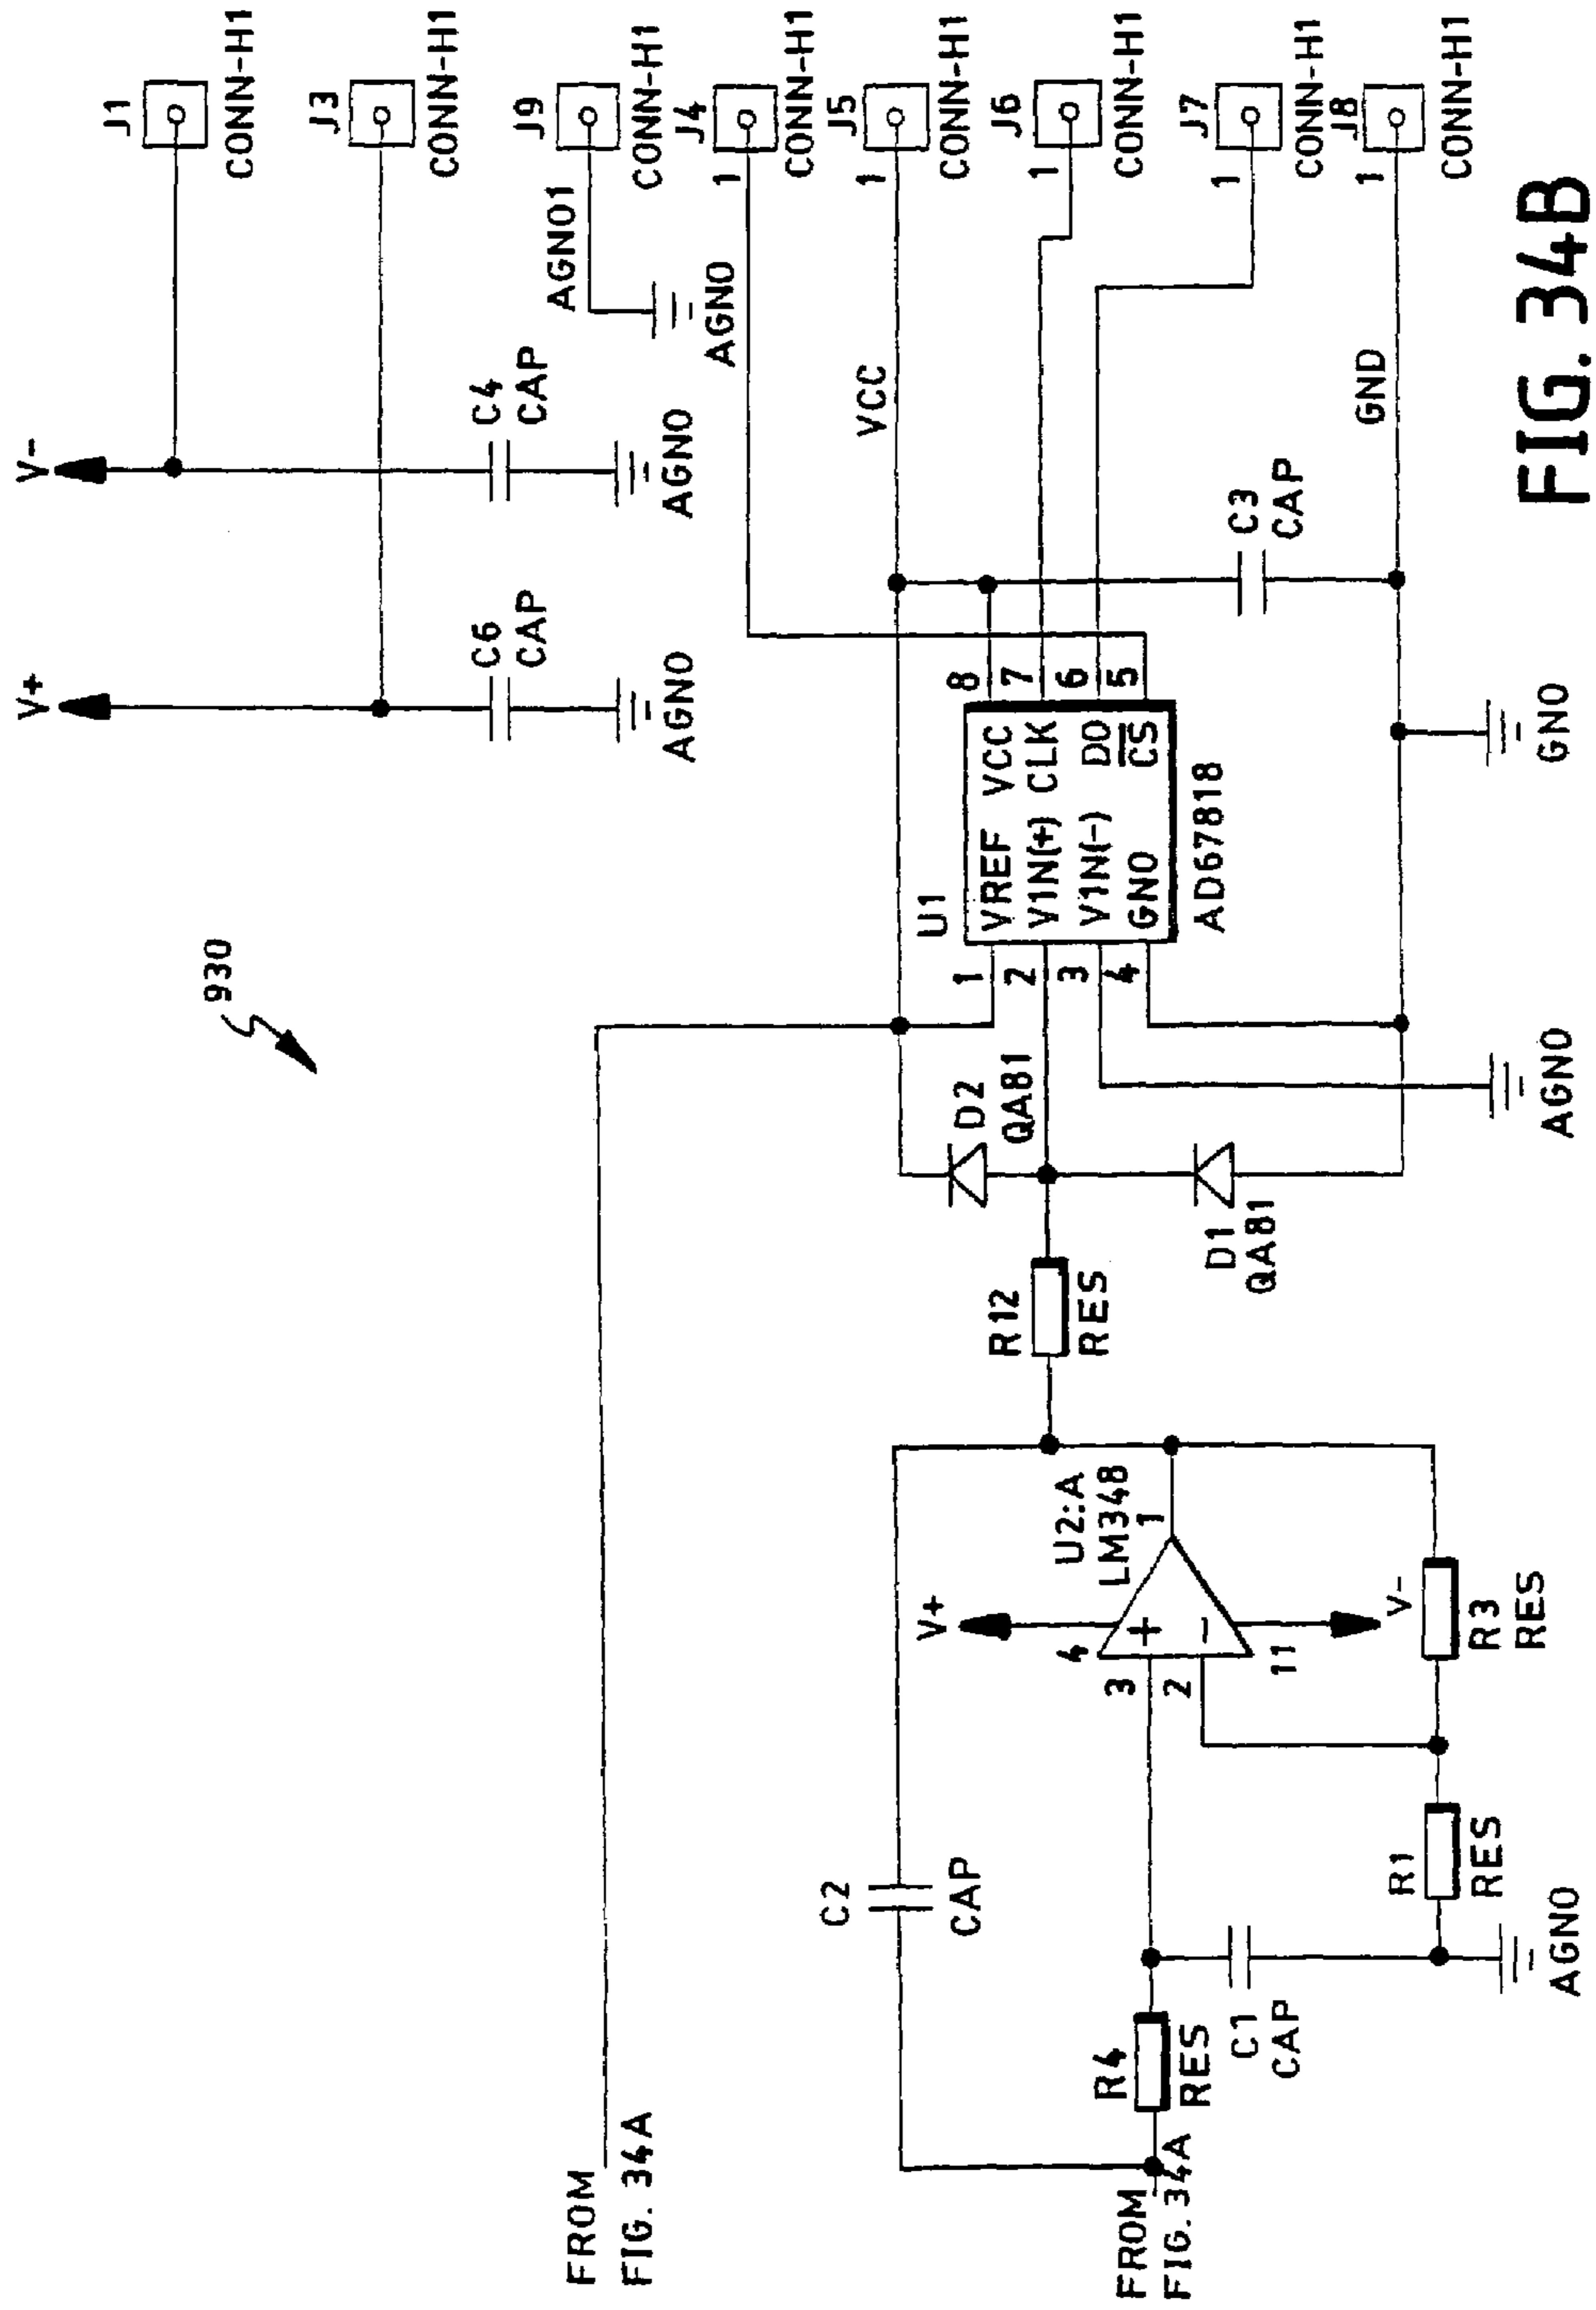 930
V+
V-
J1
CONN-H1
J3
CONN-H1
C6
CAP
AGNO
C4
CAP
AGNO
J9
CONN-H1
AGNO1
AGNO
FROM
FIG. 34A
J4
1
CONN-H1
VCC
J5
1
CONN-H1
J6
1
CONN-H1
J7
1
CONN-H1
J8
1
CONN-H1
GND
C2
CAP
R12
RES
D2
QA81
D1
QA81
U1
1
2
3
4
VREF VCC
V1N(+) CLK
V1N(-) DO
GNO CS
8
7
6
5
AD67818
C3
CAP
FROM
FIG. 34A
R4
RES
C1
CAP
V+
U2:A
LM348
4
3
2
1
11
V-
R1
RES
R3
RES
AGNO
AGNO
GNO
FIG. 34B